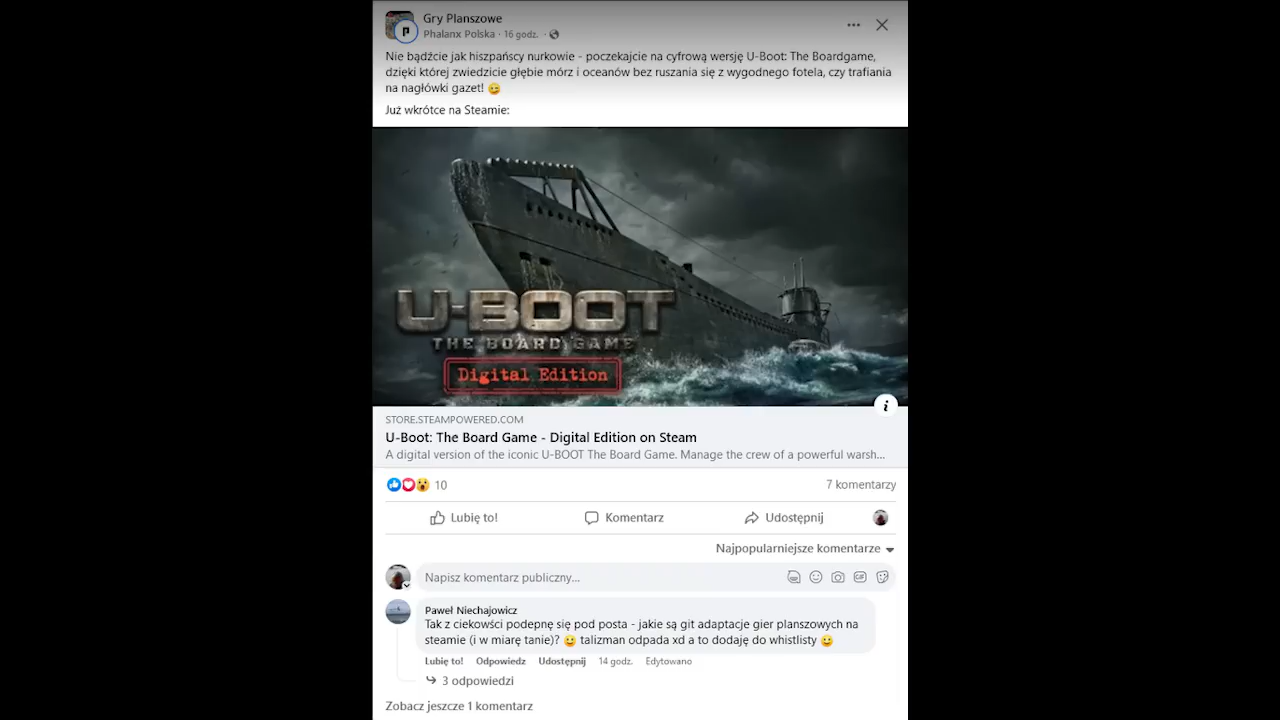 Gry Planszowe
Phalanx Polska · 16 godz. ·
Nie bądźcie jak hiszpańscy nurkowie - poczekajcie na cyfrową wersję U-Boot: The Boardgame,
dzięki której zwiedzicie głębie mórz i oceanów bez ruszania się z wygodnego fotela, czy trafiania
na nagłówki gazet! 😉
Już wkrótce na Steamie:
U-BOOT
THE BOARD GAME
Digital Edition
STORE.STEAMPOWERED.COM
U-Boot: The Board Game - Digital Edition on Steam
A digital version of the iconic U-BOOT The Board Game. Manage the crew of a powerful warsh...
10
7 komentarzy
Lubię to!
Komentarz
Udostępnij
Najpopularniejsze komentarze
Napisz komentarz publiczny...
GIF
Paweł Niechajowicz
Tak z ciekowści podepnę się pod posta - jakie są git adaptacje gier planszowych na
steamie (i w miarę tanie)? 😀 talizman odpada xd a to dodaję do whistlisty 😀
Lubię to! Odpowiedz Udostępnij 14 godz. Edytowano
3 odpowiedzi
Zobacz jeszcze 1 komentarz